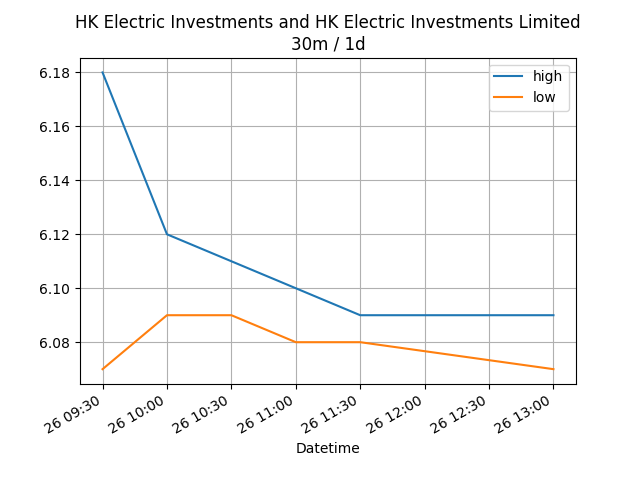 HK Electric Investments and HK Electric Investments Limited
30m / 1d
high
low
6.18
6.16
6.14
6.12
6.10
6.08
26 09:30
26 10:00
26 10:30
26 11:00
26 11:30
26 12:00
26 12:30
26 13:00
Datetime